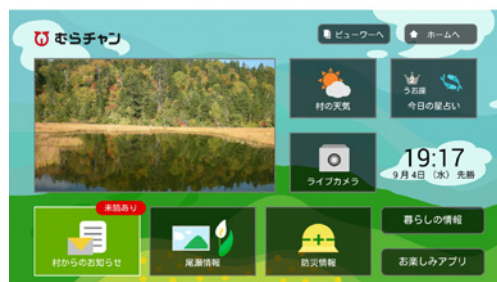 むらチャン
ビューワーへ
ホームへ
村の天気
うお座
今日の星占い
ライブカメラ
19:17
9月4日（水）先勝
未読あり
村からのお知らせ
尾瀬情報
防災情報
暮らしの情報
お楽しみアプリ